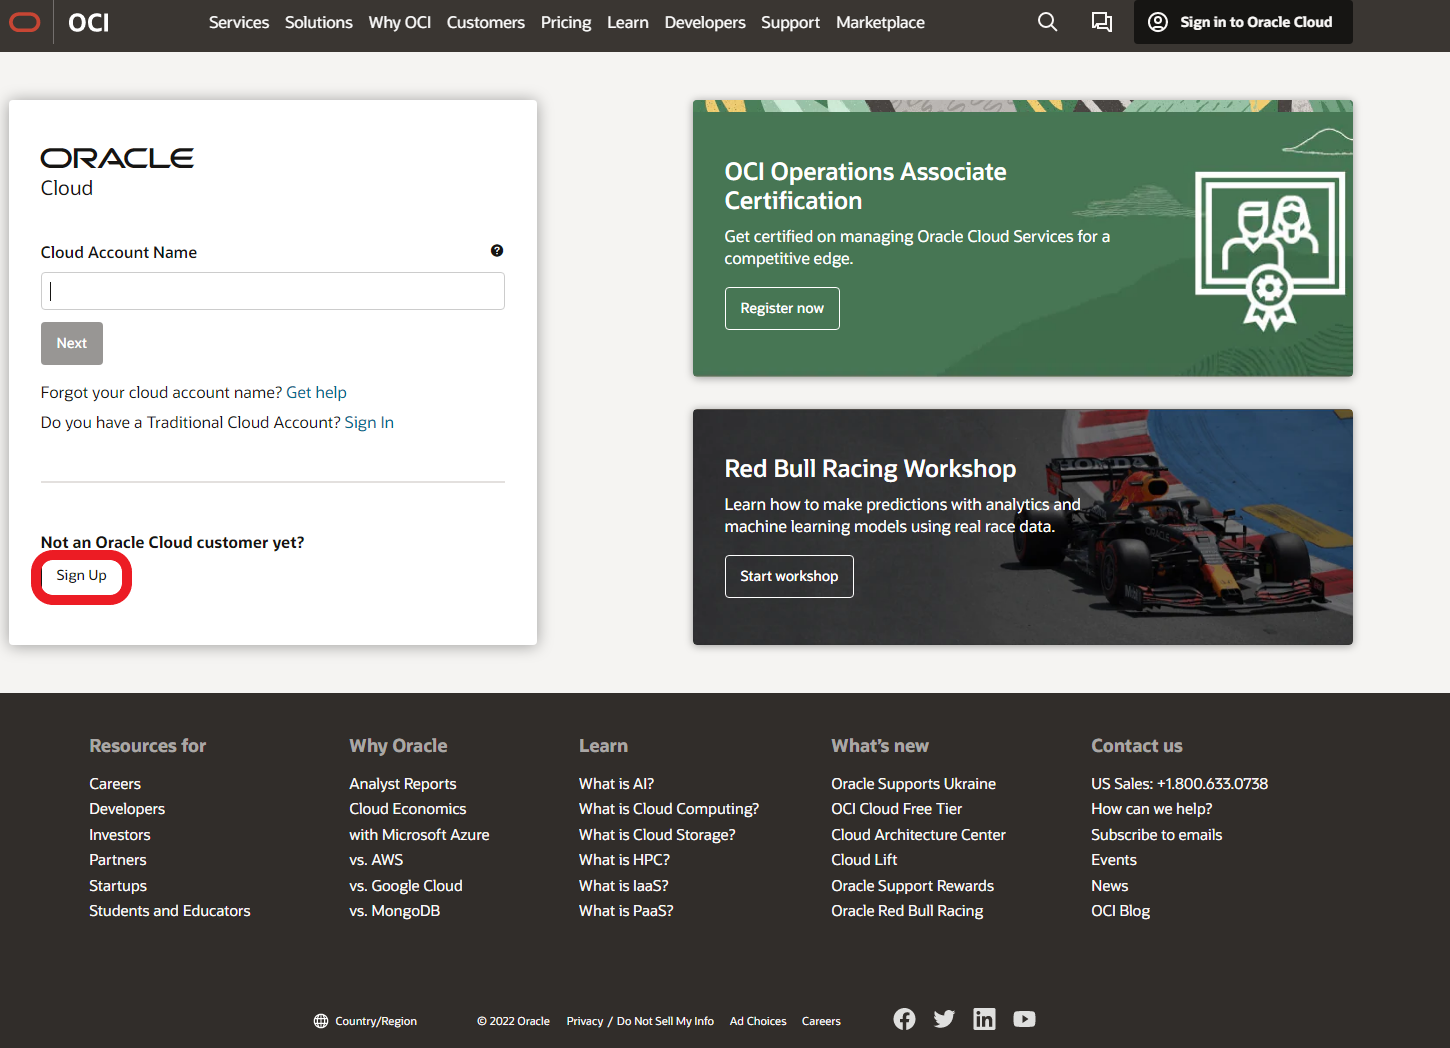 OCI
Services Solutions Why OCI Customers Pricing Learn Developers Support Marketplace
Sign in to Oracle Cloud
ORACLE
Cloud
Cloud Account Name
Next
Forgot your cloud account name? Get help
Do you have a Traditional Cloud Account? Sign In
Not an Oracle Cloud customer yet?
Sign Up
OCI Operations Associate
Certification
Get certified on managing Oracle Cloud Services for a
competitive edge.
Register now
Red Bull Racing Workshop
Learn how to make predictions with analytics and
machine learning models using real race data.
Start workshop
HONDA
Resources for
Careers
Developers
Investors
Partners
Startups
Students and Educators
Why Oracle
Analyst Reports
Cloud Economics
with Microsoft Azure
vs. AWS
vs. Google Cloud
vs. MongoDB
Learn
What is AI?
What is Cloud Computing?
What is Cloud Storage?
What is HPC?
What is IaaS?
What is PaaS?
What's new
Oracle Supports Ukraine
OCI Cloud Free Tier
Cloud Architecture Center
Cloud Lift
Oracle Support Rewards
Oracle Red Bull Racing
Contact us
US Sales: +1.800.633.0738
How can we help?
Subscribe to emails
Events
News
OCI Blog
Country/Region
© 2022 Oracle
Privacy / Do Not Sell My Info
Ad Choices
Careers